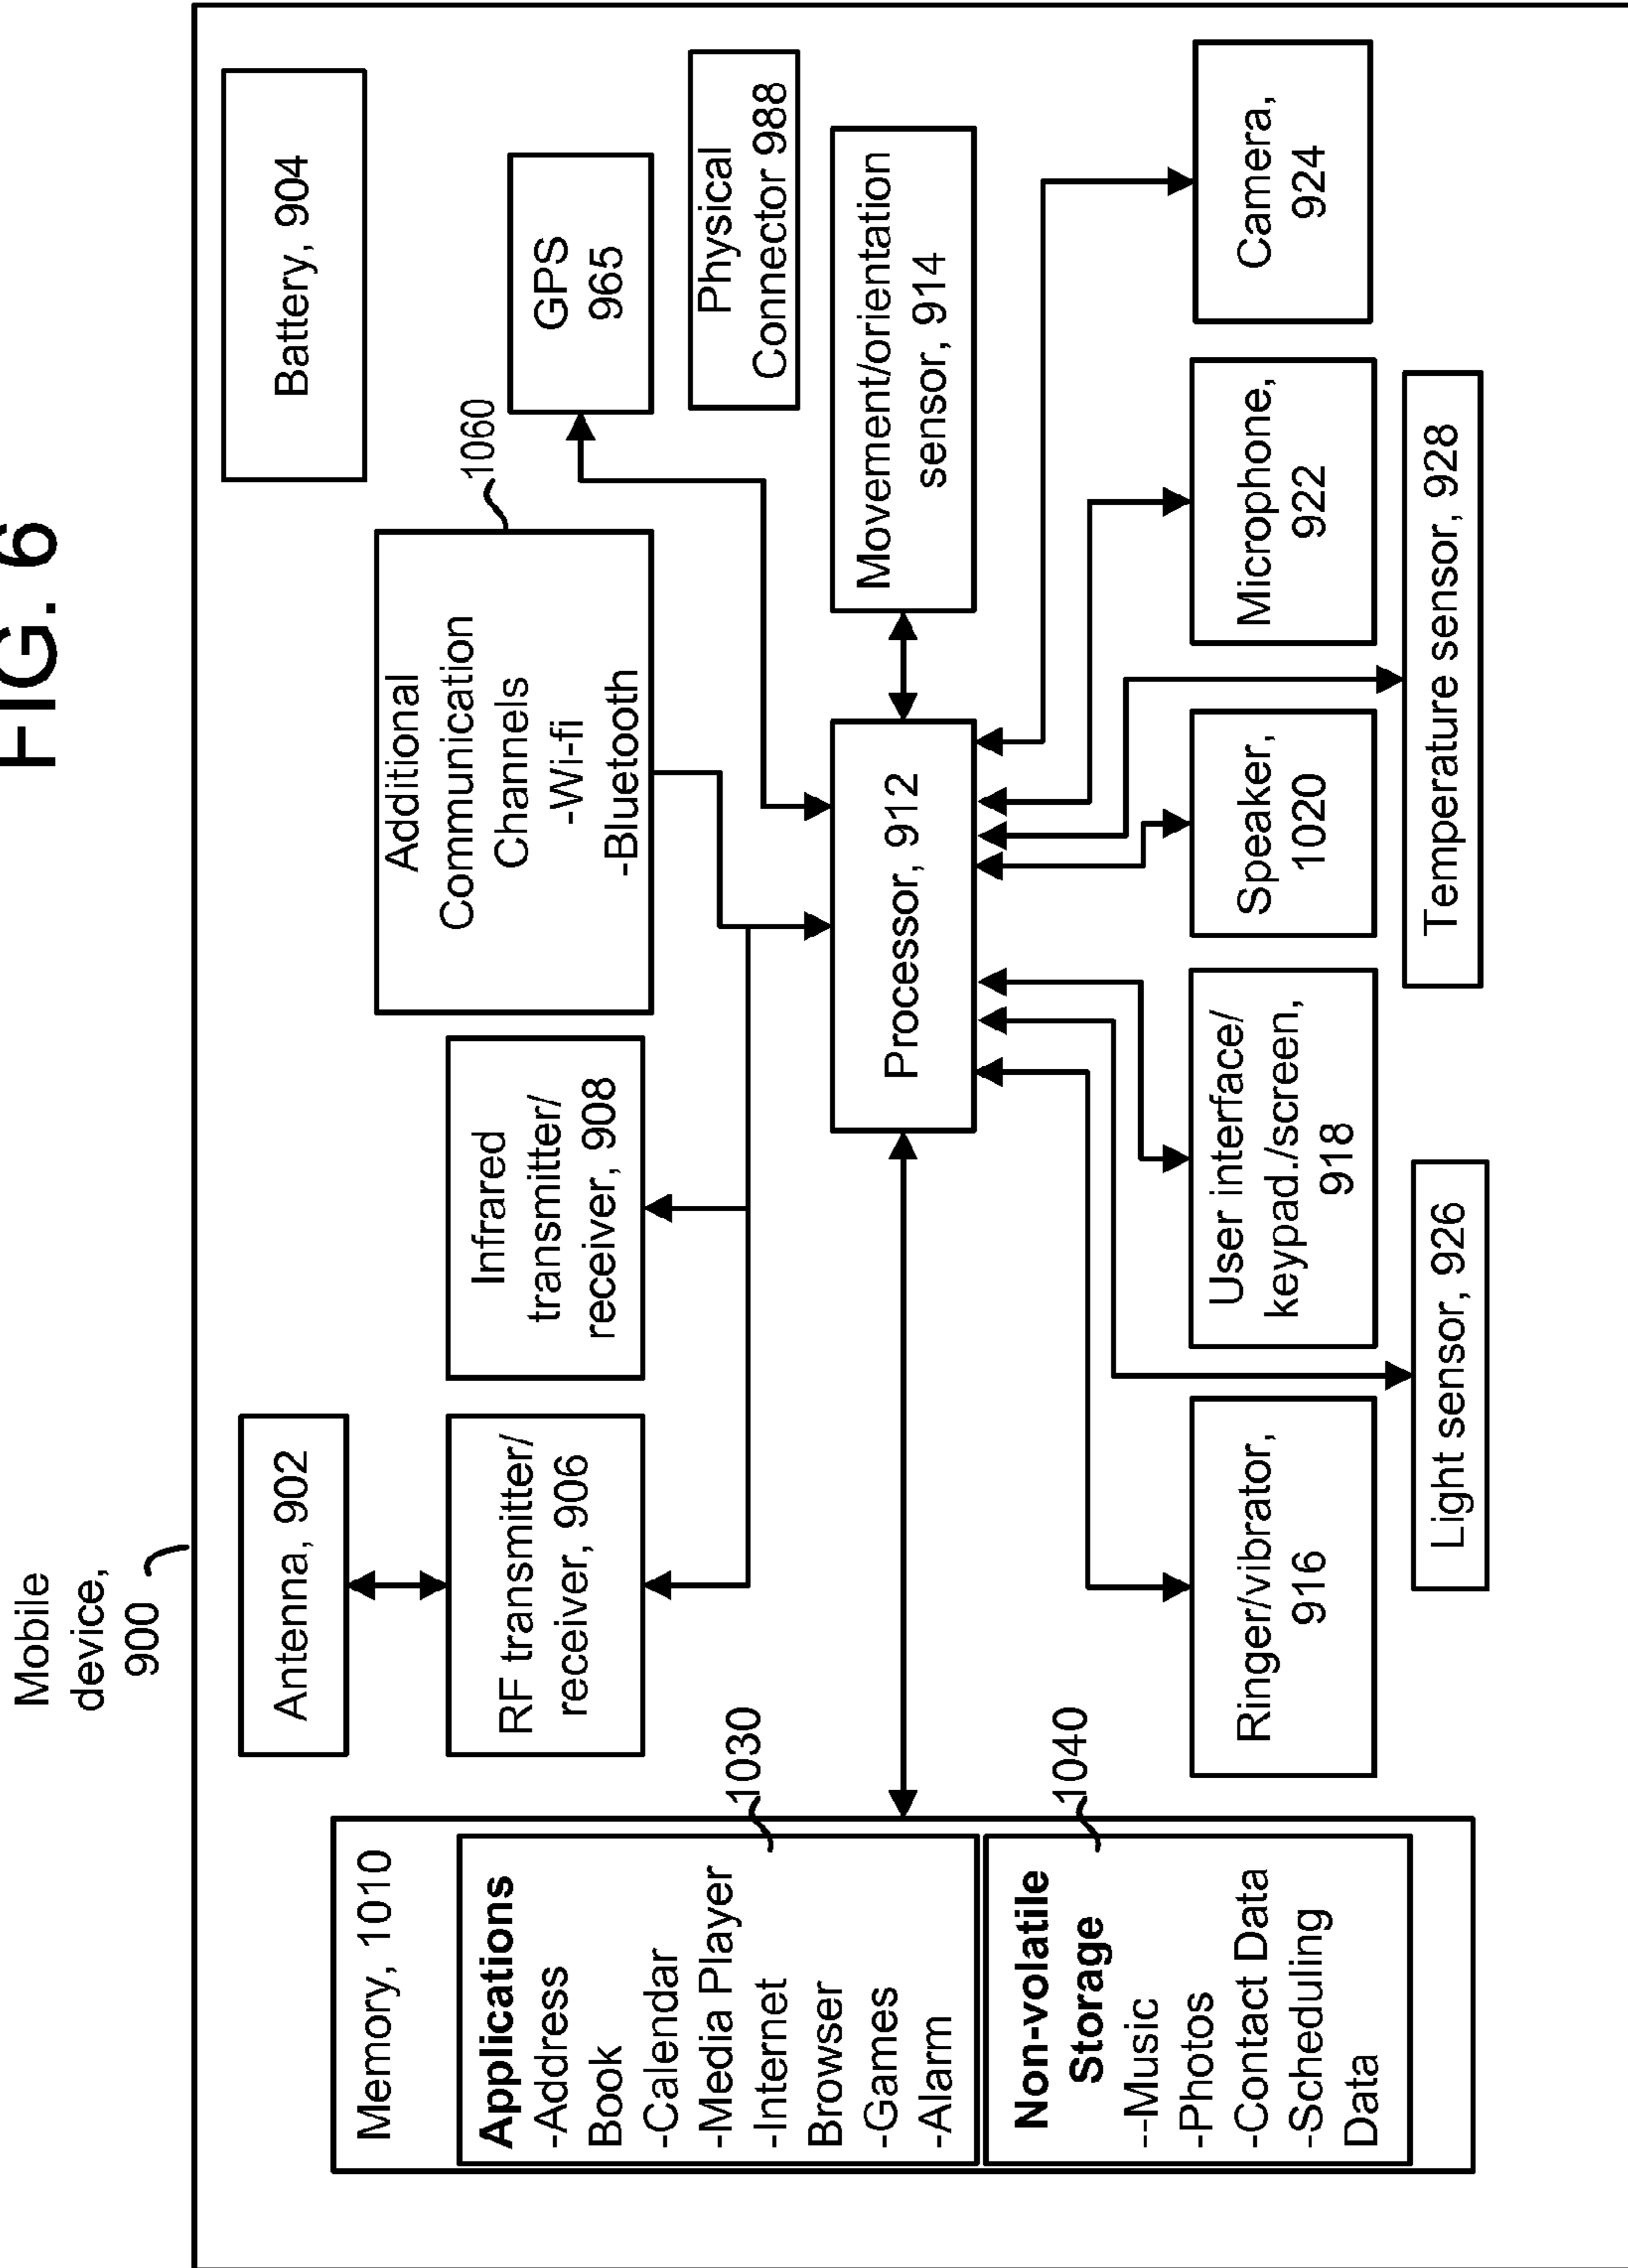 FIG. 6
Mobile
device,
900
Memory, 1010
Applications
-Address
Book
-Calendar
-Media Player
-Internet
Browser
-Games
-Alarm
1030
Non-volatile
Storage
--Music
-Photos
-Contact Data
-Scheduling
Data
1040
Antenna, 902
RF transmitter/
receiver, 906
Infrared
transmitter/
receiver, 908
Additional
Communication
Channels
-Wi-fi
-Bluetooth
1060
Battery, 904
GPS
965
Physical
Connector 988
Processor, 912
Movement/orientation
sensor, 914
Ringer/vibrator,
916
User interface/
keypad./screen,
918
Speaker,
1020
Microphone,
922
Camera,
924
Light sensor, 926
Temperature sensor, 928